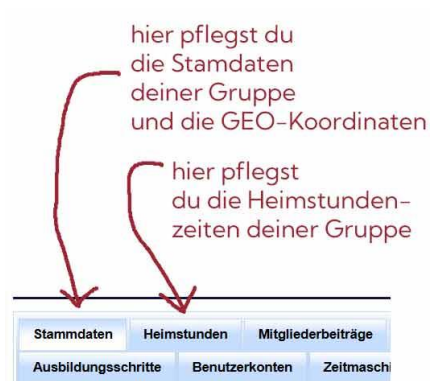 hier pflegst du
die Stamdaten
deiner Gruppe
und die GEO-Koordinaten
hier pflegst
du die Heimstunden-
zeiten deiner Gruppe
Stammdaten Heimstunden Mitgliederbeiträge
Ausbildungsschritte Benutzerkonten Zeitmasch